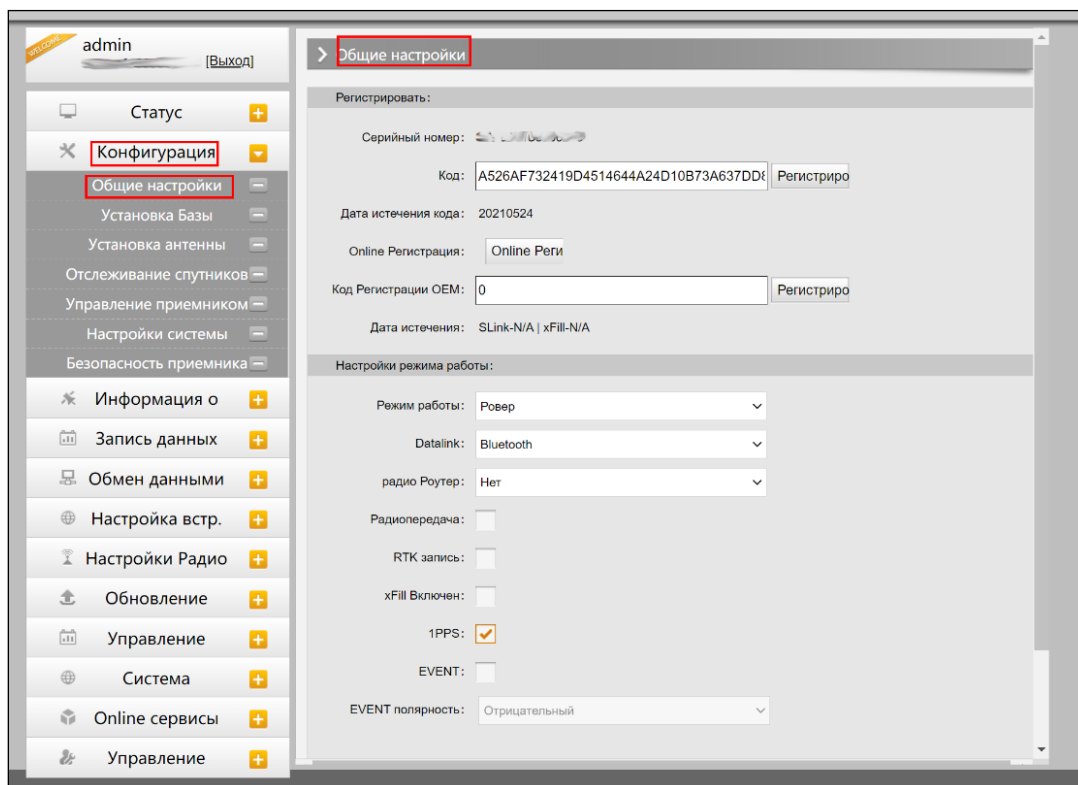 WELCOME
admin
[Выход]
Статус
Конфигурация
Общие настройки
Установка Базы
Установка антенны
Отслеживание спутников
Управление приемником
Настройки системы
Безопасность приемника
Информация о
Запись данных
Обмен данными
Настройка встр.
Настройки Радио
Обновление
Управление
Система
Online сервисы
Управление
Общие настройки
Регистрировать:
Серийный номер:
Код: A526AF732419D4514644A24D10B73A637DD8 Регистриро
Дата истечения кода: 20210524
Online Регистрация: Online Реги
Код Регистрации OEM: 0 Регистриро
Дата истечения: SLink-N/A | xFill-N/A
Настройки режима работы:
Режим работы: Ровер
Datalink: Bluetooth
радио Роутер: Нет
Радиопередача:
RTK запись:
xFill Включен:
1PPS:
EVENT:
EVENT полярность: Отрицательный